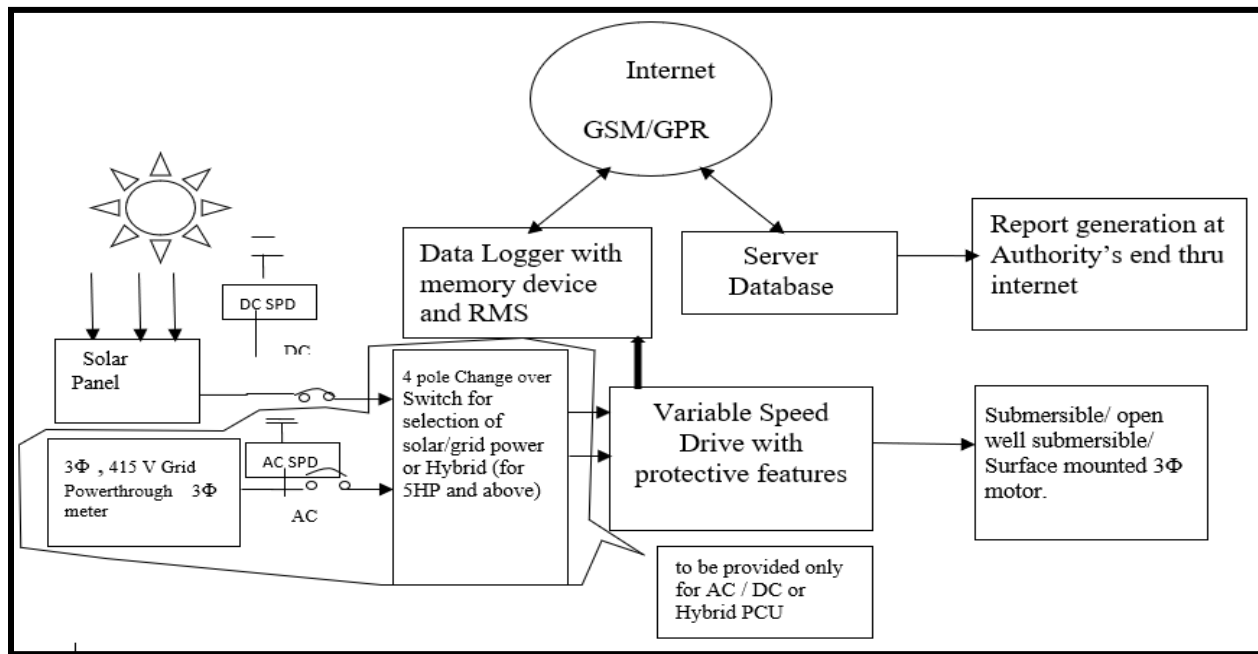 Internet
GSM/GPR
Data Logger with
memory device
and RMS
Server
Database
Report generation at
Authority's end thru
internet
DC SPD
DC
Solar
Panel
4 pole Change over
Switch for
selection of
solar/grid power
or Hybrid (for
5HP and above)
Variable Speed
Drive with
protective features
Submersible/ open
well submersible/
Surface mounted 3Φ
motor.
AC SPD
AC
3Φ , 415 V Grid
Powerthrough 3Φ
meter
to be provided only
for AC / DC or
Hybrid PCU